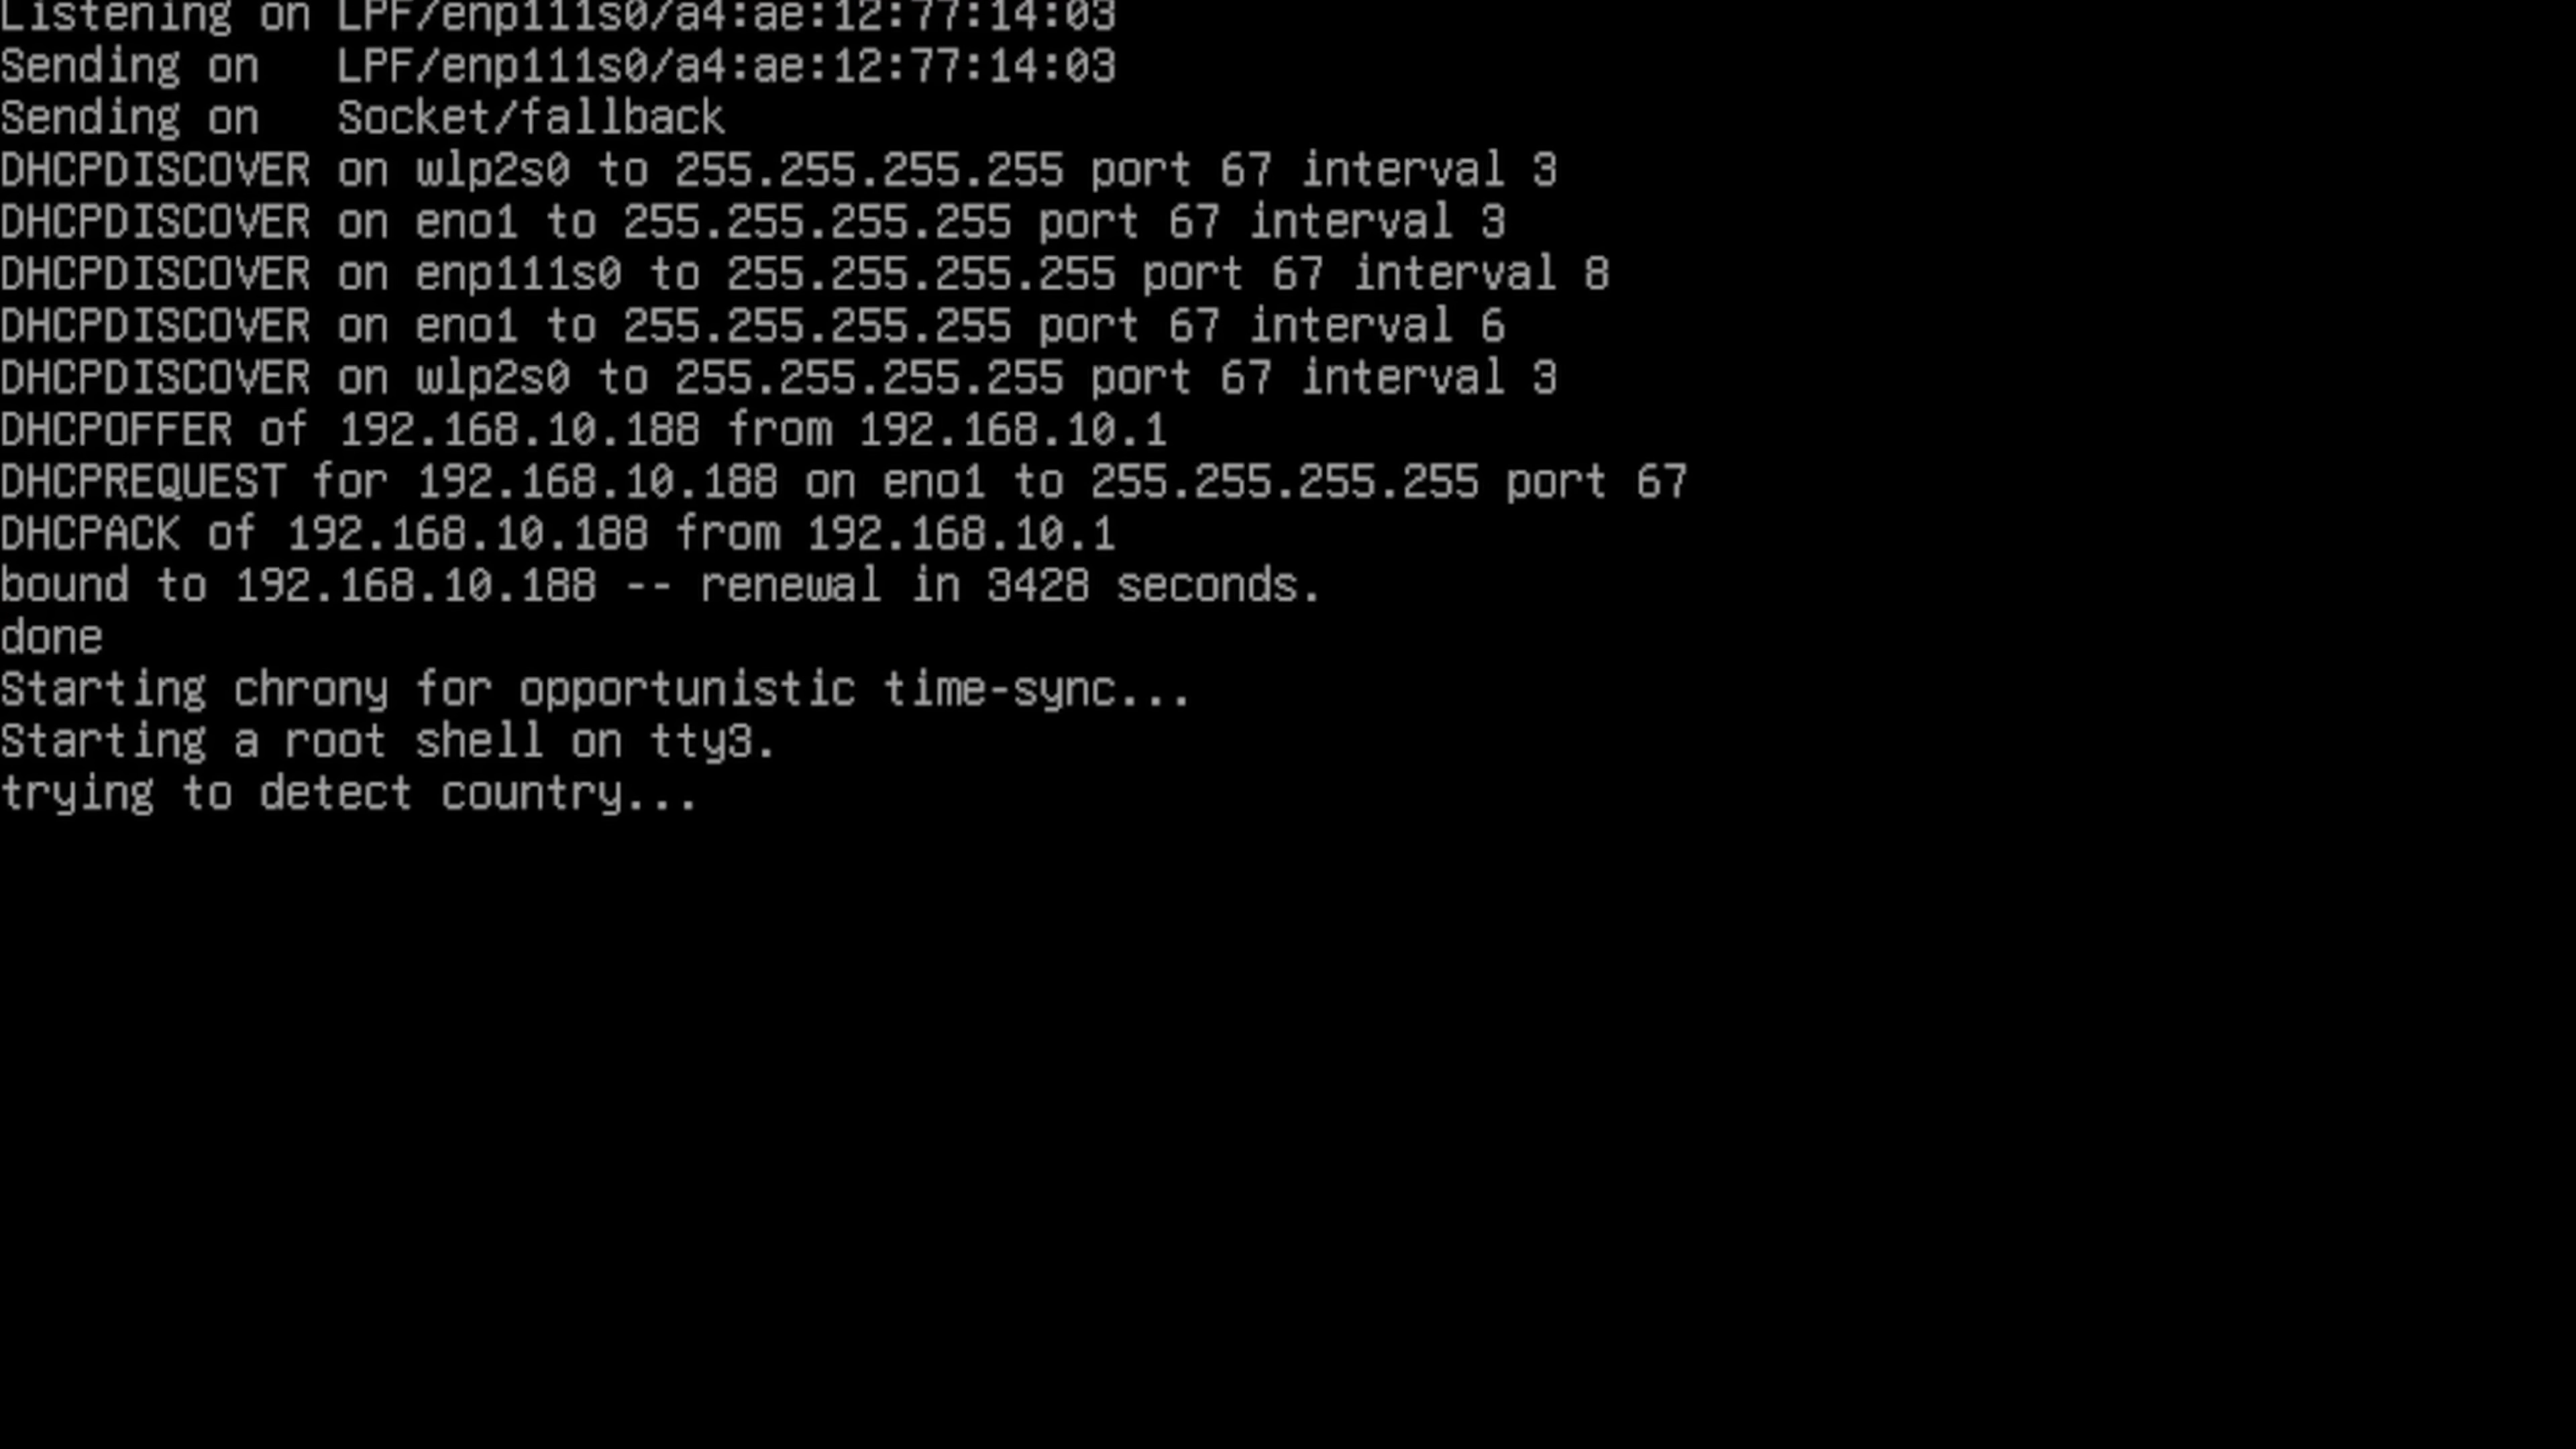 Listening on LPF/enp111s0/a4:ae:12:77:14:03
Sending on   LPF/enp111s0/a4:ae:12:77:14:03
Sending on   Socket/fallback
DHCPDISCOVER on wlp2s0 to 255.255.255.255 port 67 interval 3
DHCPDISCOVER on eno1 to 255.255.255.255 port 67 interval 3
DHCPDISCOVER on enp111s0 to 255.255.255.255 port 67 interval 8
DHCPDISCOVER on eno1 to 255.255.255.255 port 67 interval 6
DHCPDISCOVER on wlp2s0 to 255.255.255.255 port 67 interval 3
DHCPOFFER of 192.168.10.188 from 192.168.10.1
DHCPREQUEST for 192.168.10.188 on eno1 to 255.255.255.255 port 67
DHCPACK of 192.168.10.188 from 192.168.10.1
bound to 192.168.10.188 -- renewal in 3428 seconds.
done
Starting chrony for opportunistic time-sync...
Starting a root shell on tty3.
trying to detect country...